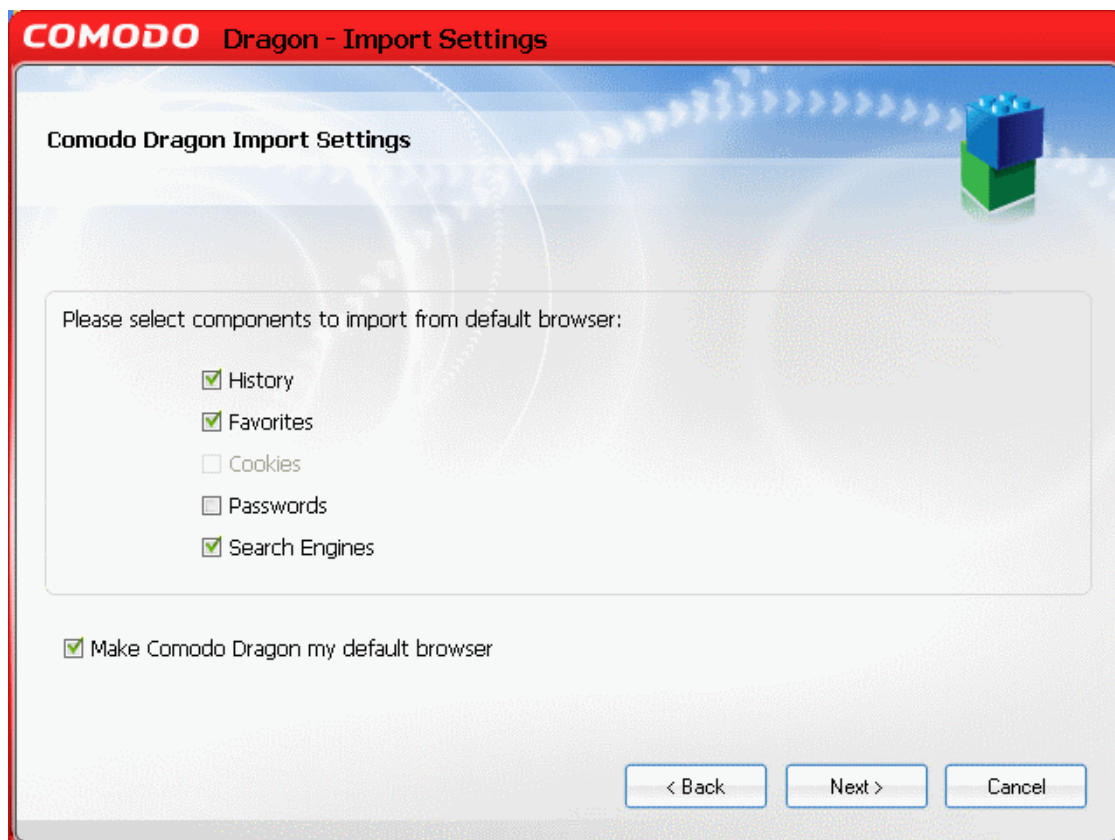 COMODO Dragon - Import Settings
Comodo Dragon Import Settings
Please select components to import from default browser:
History
Favorites
Cookies
Passwords
Search Engines
Make Comodo Dragon my default browser
< Back Next > Cancel